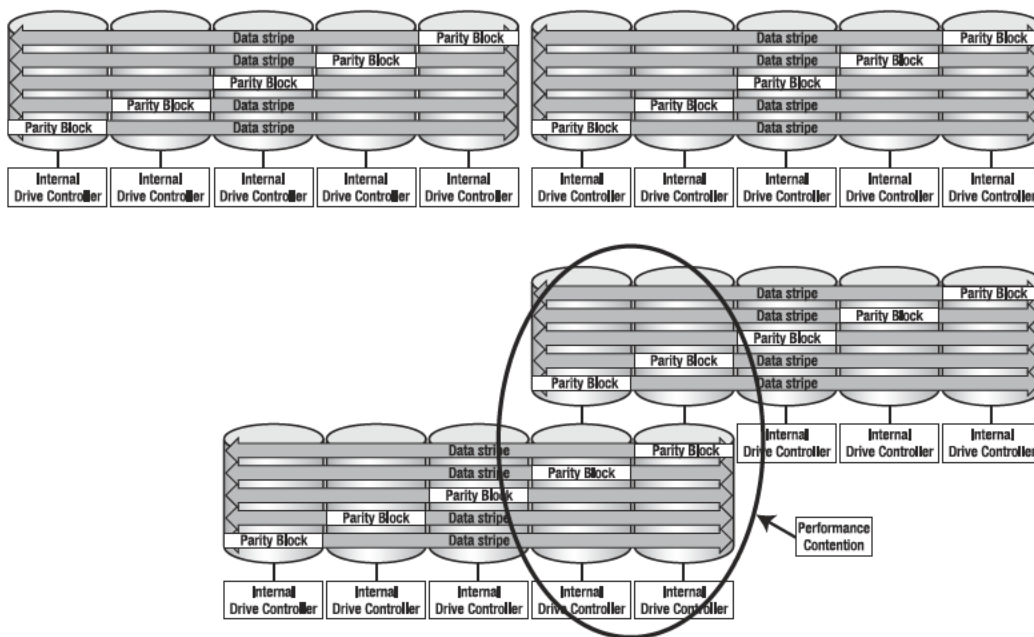 Data stripe Parity Block Data stripe Parity Block
Data stripe Parity Block Data stripe Parity Block
Parity Block Parity Block
Parity Block Data stripe Parity Block Data stripe
Parity Block Data stripe Parity Block Data stripe
Internal Internal Internal Internal Internal Internal Internal Internal Internal Internal
Drive Controller Drive Controller Drive Controller Drive Controller Drive Controller Drive Controller Drive Controller Drive Controller Drive Controller Drive Controller
Data stripe Parity Block
Data stripe Parity Block
Parity Block
Parity Block Data stripe
Parity Block Data stripe
Internal Internal Internal
Drive Controller Drive Controller Drive Controller
Data stripe Parity Block
Data stripe Parity Block
Parity Block
Parity Block Data stripe
Parity Block Data stripe
Performance
Contention
Internal Internal Internal Internal Internal
Drive Controller Drive Controller Drive Controller Drive Controller Drive Controller